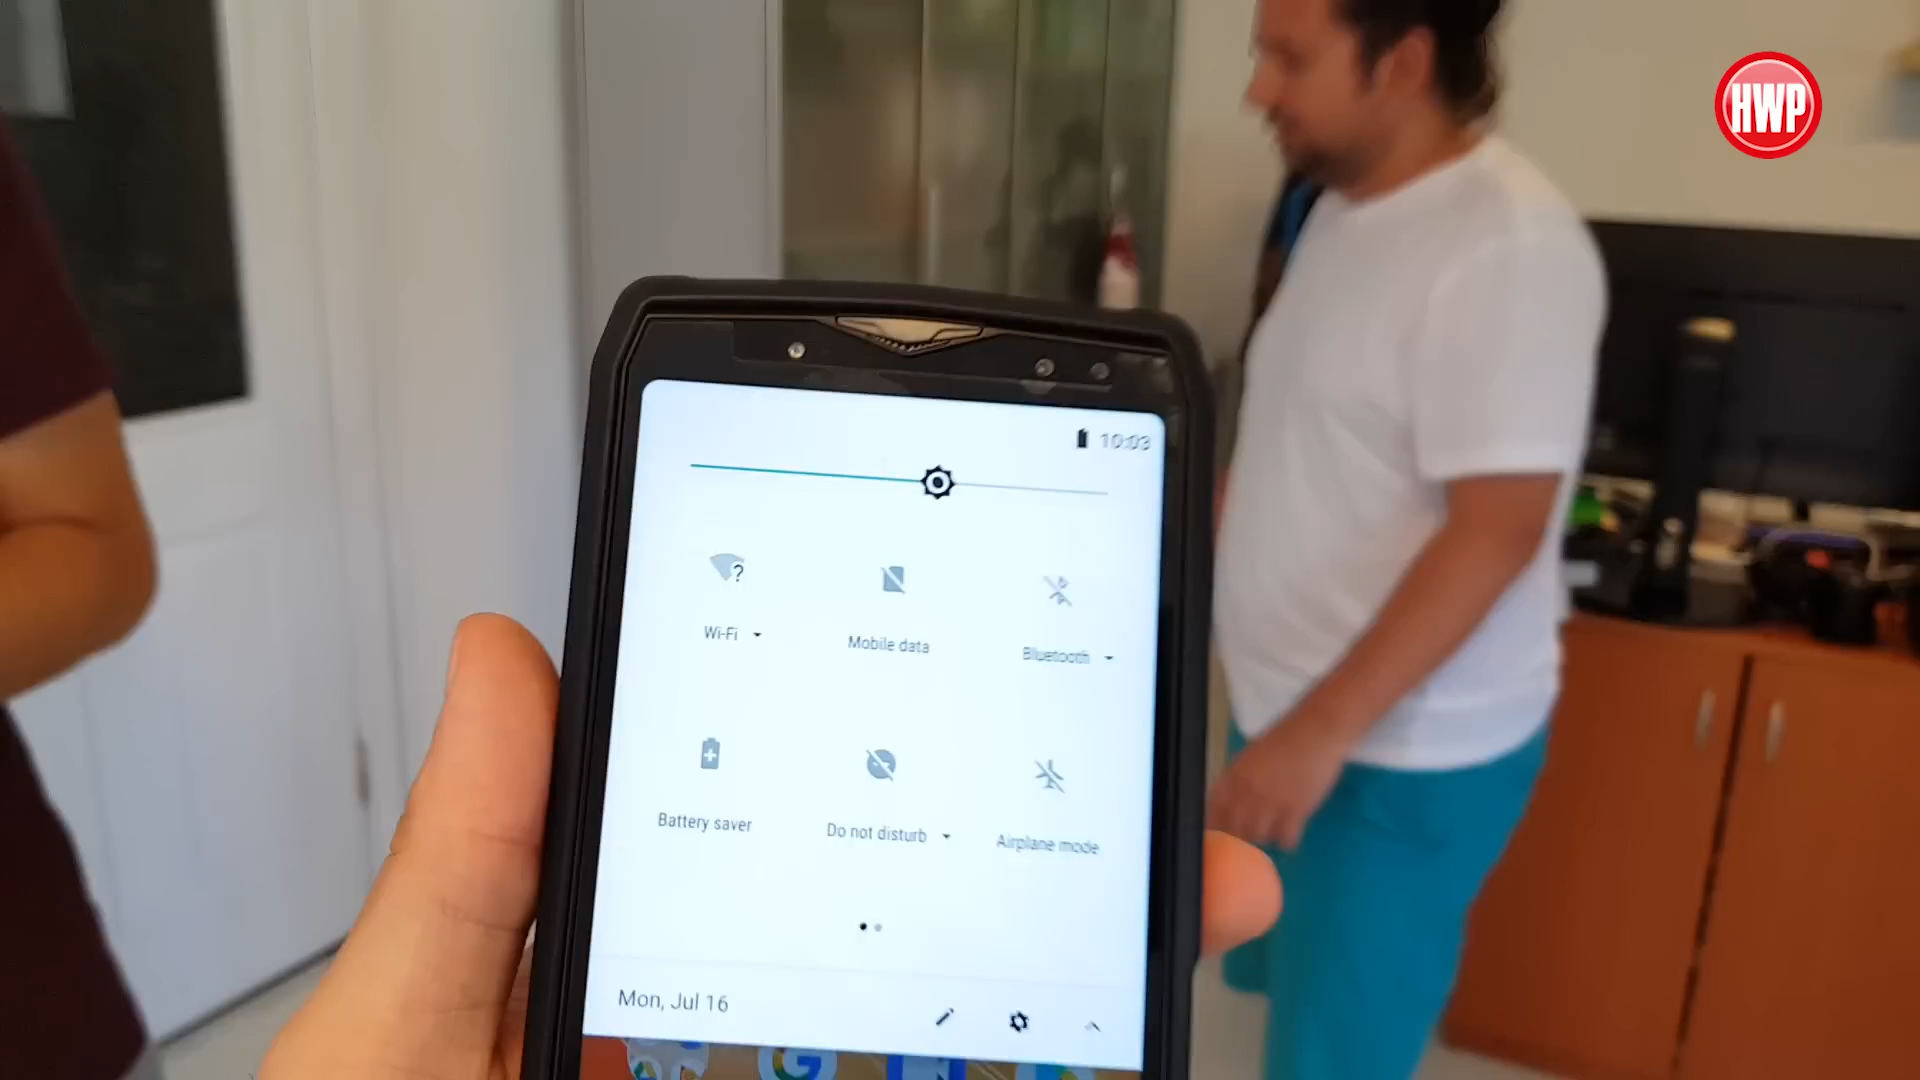 HWP
10:03
?
Wi-Fi
Mobile data
Bluetooth
Battery saver
Do not disturb
Airplane mode
Mon, Jul 16
G